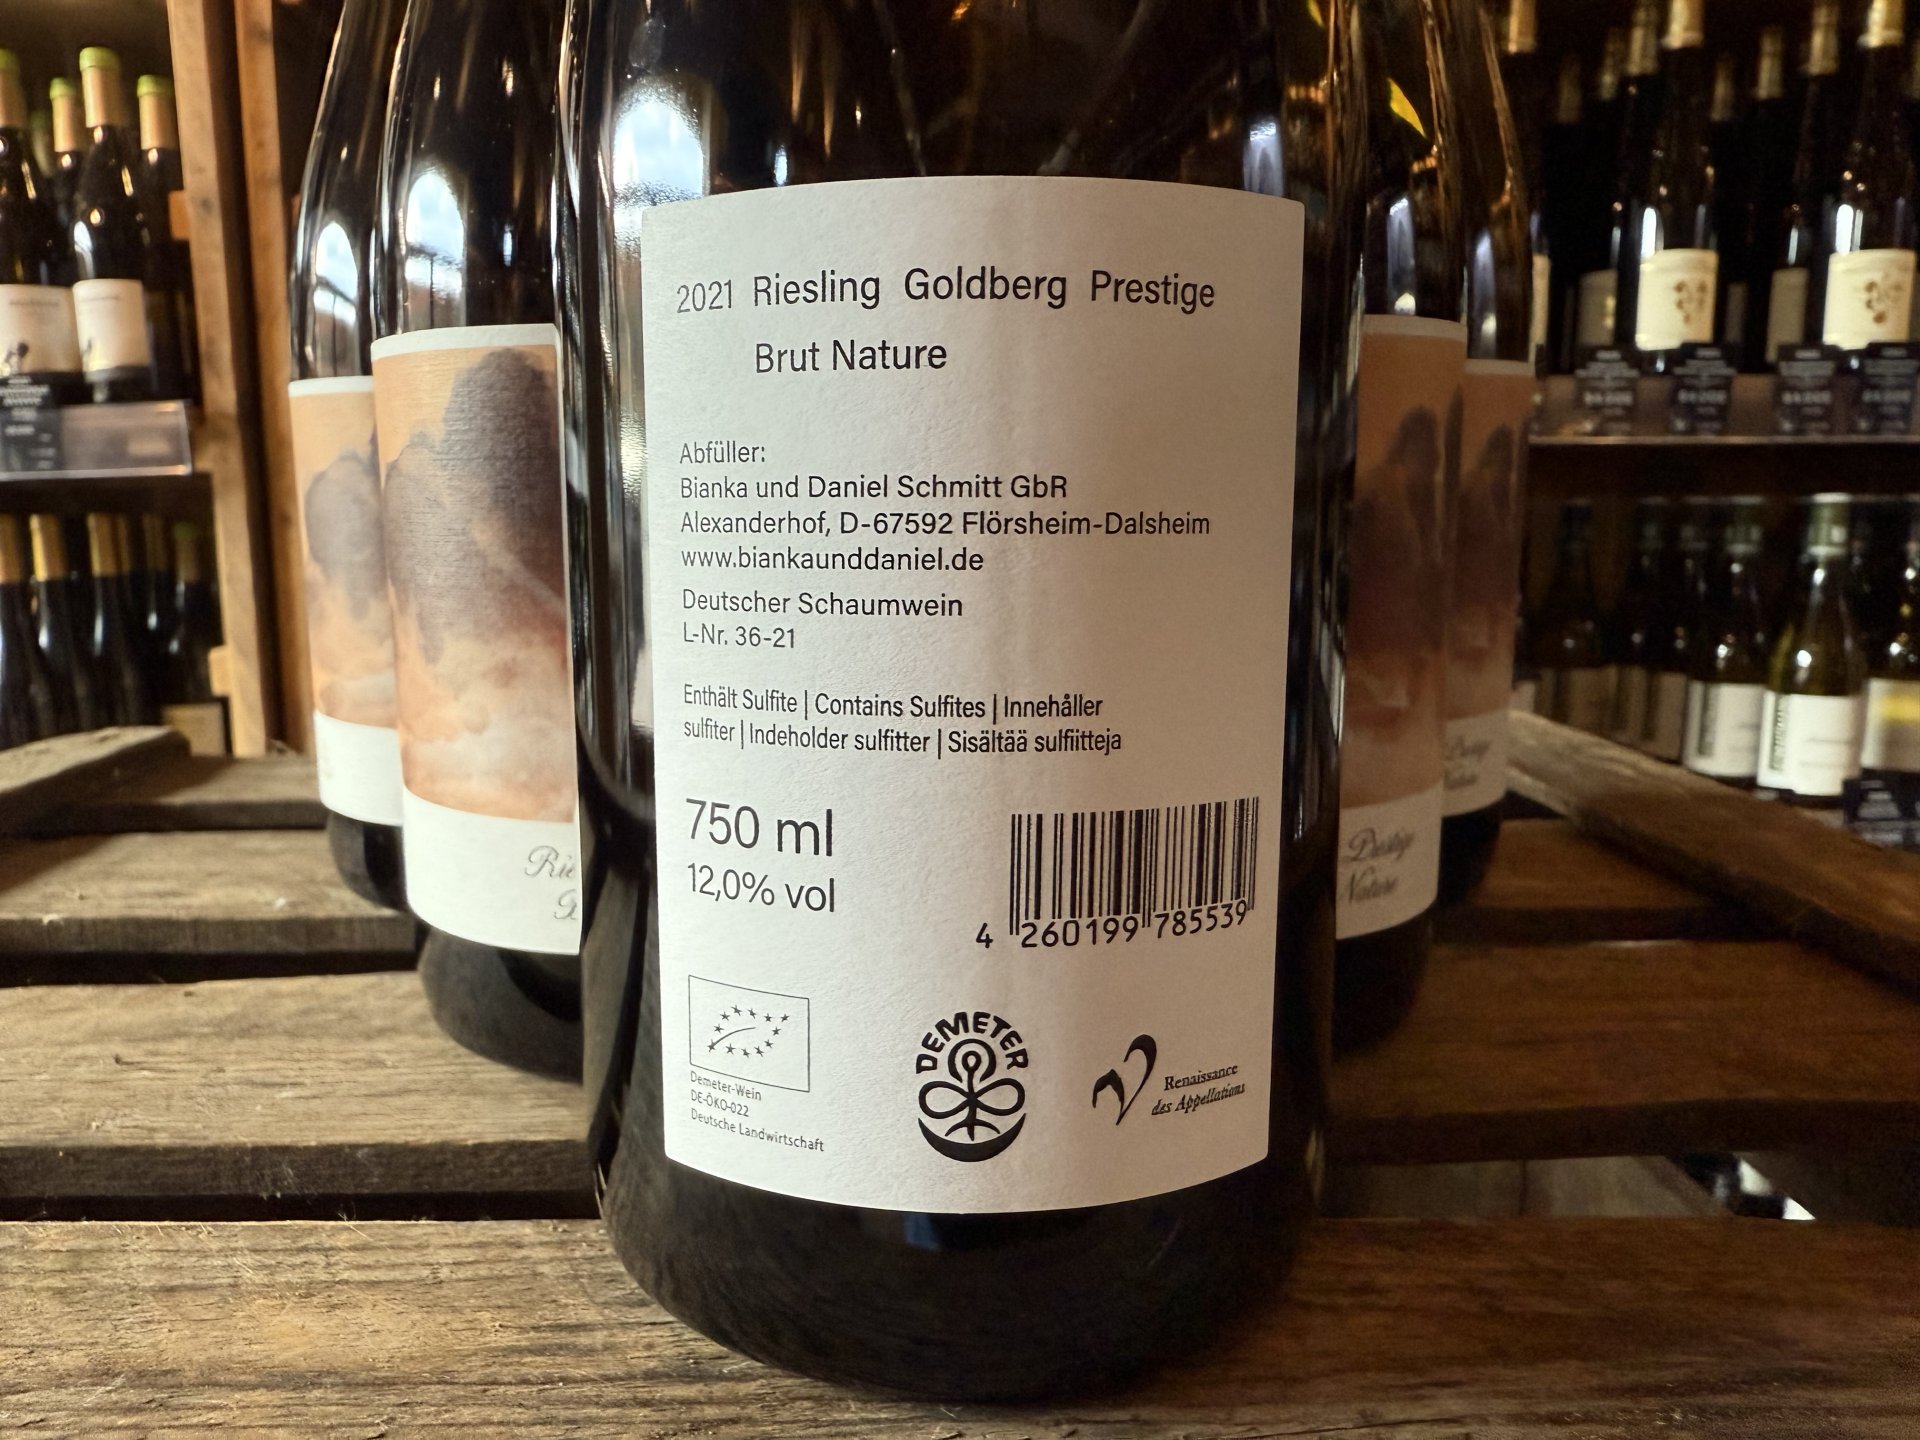 2021 Riesling Goldberg Prestige
Brut Nature
Abfüller:
Bianka und Daniel Schmitt GbR
Alexanderhof, D-67592 Flörsheim-Dalsheim
www.biankaunddaniel.de
Deutscher Schaumwein
L-Nr. 36-21
Enthält Sulfite | Contains Sulfites | Innehåller
sulfiter | Indeholder sulfitter | Sisältää sulfiitteja
750 ml
12,0% vol
4 260199 785539
Demeter-Wein
DE-ÖKO-022
Deutsche Landwirtschaft
DEMETER
Renaissance
des Appellations
Prestige
Nature